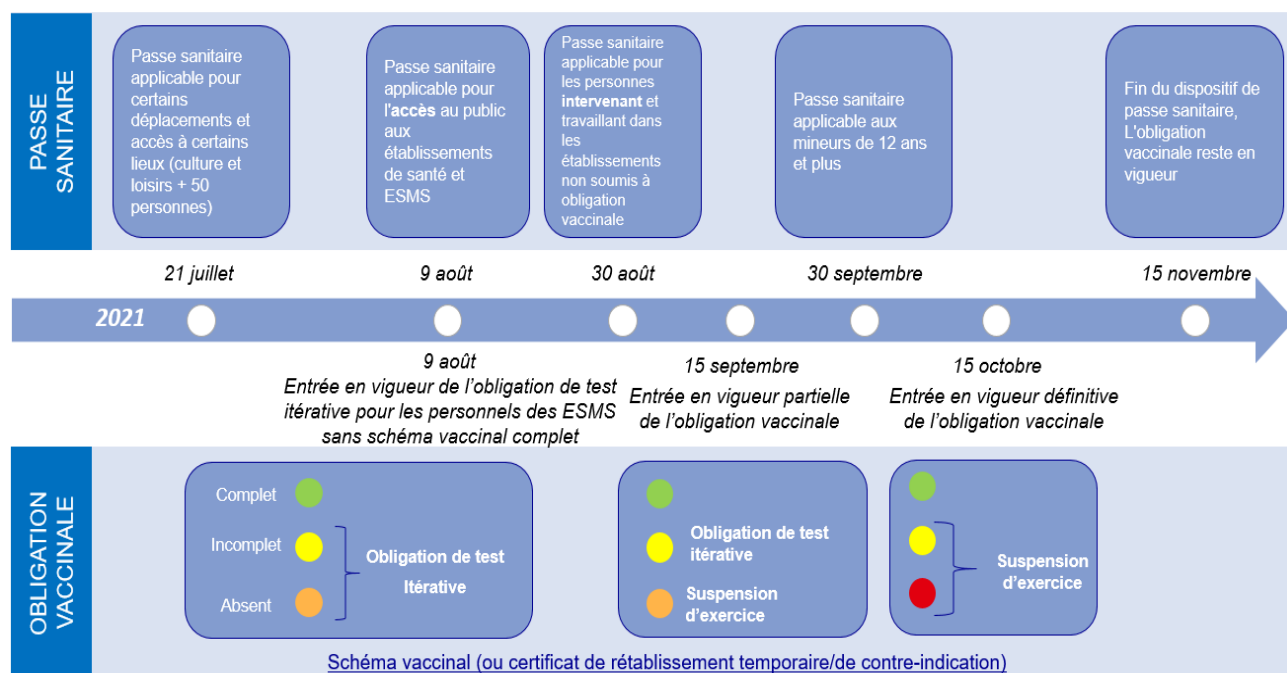 PASSE
SANITAIRE
Passe sanitaire
applicable pour
certains
déplacements et
accès à certains
lieux (culture et
loisirs + 50
personnes)
Passe sanitaire
applicable pour
l'accès au public
aux
établissements
de santé et
ESMS
Passe sanitaire
applicable pour
les personnes
intervenant et
travaillant dans
les
établissements
non soumis à
obligation
vaccinale
Passe sanitaire
applicable aux
mineurs de 12 ans
et plus
Fin du dispositif de
passe sanitaire,
L'obligation
vaccinale reste en
vigueur
21 juillet
9 août
30 août
30 septembre
15 novembre
2021
9 août
Entrée en vigueur de l'obligation de test
itérative pour les personnels des ESMS
sans schéma vaccinal complet
15 septembre
Entrée en vigueur partielle
de l'obligation vaccinale
15 octobre
Entrée en vigueur définitive
de l'obligation vaccinale
OBLIGATION
VACCINALE
Complet
Incomplet
Absent
Obligation de test
Itérative
Obligation de test
itérative
Suspension
d'exercice
Suspension
d'exercice
Schéma vaccinal (ou certificat de rétablissement temporaire/de contre-indication)